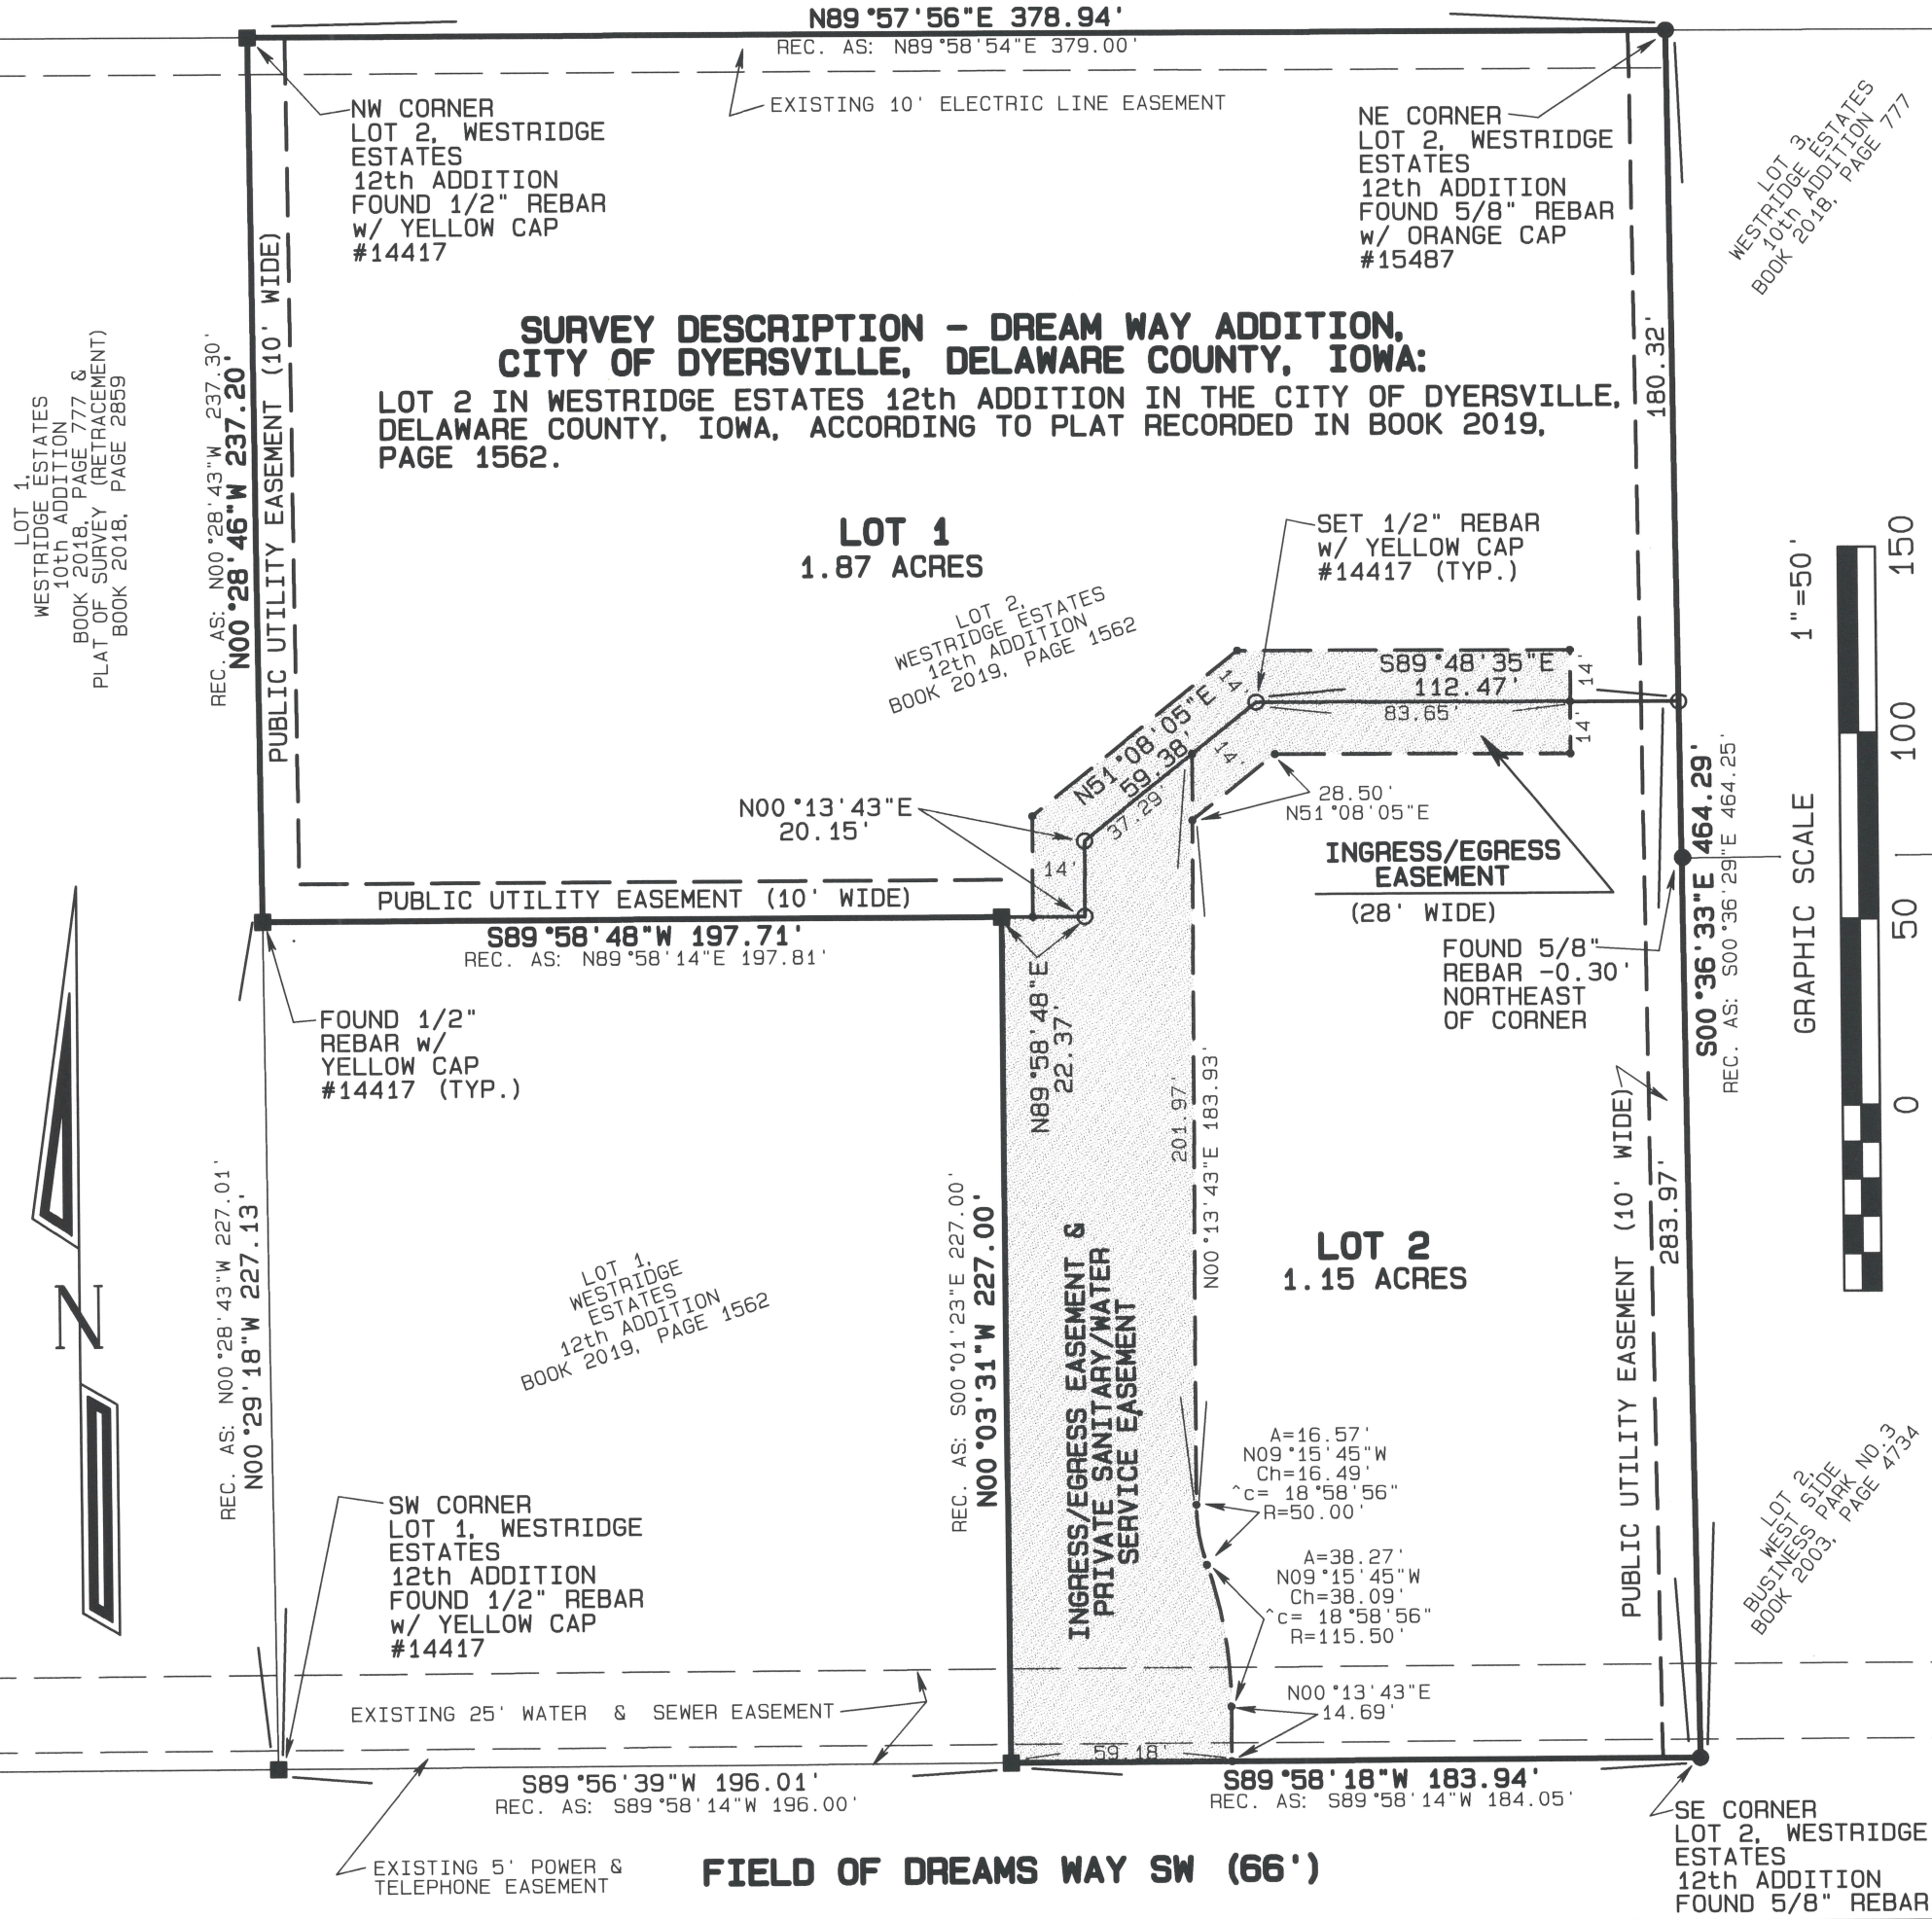 N89°57'56"E 378.94'
REC. AS: N89°58'54"E 379.00'
EXISTING 10' ELECTRIC LINE EASEMENT
NW CORNER
LOT 2, WESTRIDGE
ESTATES
12th ADDITION
FOUND 1/2" REBAR
w/ YELLOW CAP
#14417
NE CORNER
LOT 2, WESTRIDGE
ESTATES
12th ADDITION
FOUND 5/8" REBAR
w/ ORANGE CAP
#15487
LOT 3,
WESTRIDGE ESTATES
10th ADDITION
BOOK 2018, PAGE 777
SURVEY DESCRIPTION - DREAM WAY ADDITION,
CITY OF DYERSVILLE, DELAWARE COUNTY, IOWA:
LOT 2 IN WESTRIDGE ESTATES 12th ADDITION IN THE CITY OF DYERSVILLE,
DELAWARE COUNTY, IOWA, ACCORDING TO PLAT RECORDED IN BOOK 2019,
PAGE 1562.
LOT 1,
WESTRIDGE ESTATES
10th ADDITION
BOOK 2018, PAGE 777 &
PLAT OF SURVEY (RETRACEMENT)
BOOK 2018, PAGE 2859
REC. AS: N00°28'43"W 237.30'
N00°28'46"W 237.20'
PUBLIC UTILITY EASEMENT (10' WIDE)
180.32'
LOT 1
1.87 ACRES
SET 1/2" REBAR
w/ YELLOW CAP
#14417 (TYP.)
LOT 2,
WESTRIDGE ESTATES
12th ADDITION
BOOK 2019, PAGE 1562
S89°48'35"E
112.47'
83.65'
14'
14'
14'
14'
N51°08'05"E
59.38'
37.29'
28.50'
N51°08'05"E
N00°13'43"E
20.15'
14'
INGRESS/EGRESS
EASEMENT
(28' WIDE)
PUBLIC UTILITY EASEMENT (10' WIDE)
S89°58'48"W 197.71'
REC. AS: N89°58'14"E 197.81'
N89°58'48"E
22.37'
FOUND 5/8"
REBAR -0.30'
NORTHEAST
OF CORNER
S00°36'33"E 464.29'
REC. AS: S00°36'29"E 464.25'
1"=50'
GRAPHIC SCALE
150
100
50
0
FOUND 1/2"
REBAR w/
YELLOW CAP
#14417 (TYP.)
201.97'
N00°13'43"E 183.93'
PUBLIC UTILITY EASEMENT (10' WIDE)
283.97'
LOT 2
1.15 ACRES
N
REC. AS: N00°28'43"W 227.01'
N00°29'18"W 227.13'
LOT 1,
WESTRIDGE
ESTATES
12th ADDITION
BOOK 2019, PAGE 1562
REC. AS: S00°01'23"E 227.00'
N00°03'31"W 227.00'
INGRESS/EGRESS EASEMENT &
PRIVATE SANITARY/WATER
SERVICE EASEMENT
A=16.57'
N09°15'45"W
Ch=16.49'
^c= 18°58'56"
R=50.00'
A=38.27'
N09°15'45"W
Ch=38.09'
^c= 18°58'56"
R=115.50'
LOT 2,
WEST SIDE
BUSINESS PARK NO.3
BOOK 2003, PAGE 4734
SW CORNER
LOT 1, WESTRIDGE
ESTATES
12th ADDITION
FOUND 1/2" REBAR
w/ YELLOW CAP
#14417
N00°13'43"E
14.69'
EXISTING 25' WATER & SEWER EASEMENT
59.18'
S89°56'39"W 196.01'
REC. AS: S89°58'14"W 196.00'
S89°58'18"W 183.94'
REC. AS: S89°58'14"W 184.05'
EXISTING 5' POWER &
TELEPHONE EASEMENT
FIELD OF DREAMS WAY SW (66')
SE CORNER
LOT 2, WESTRIDGE
ESTATES
12th ADDITION
FOUND 5/8" REBAR